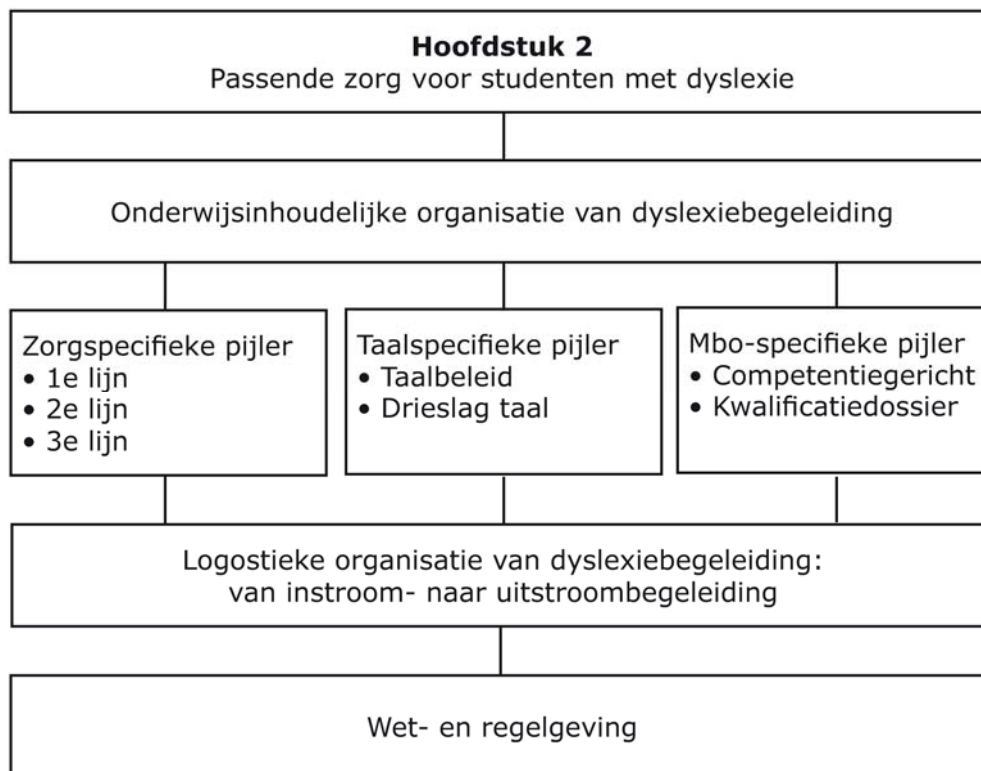 Hoofdstuk 2
Passende zorg voor studenten met dyslexie
Onderwijsinhoudelijke organisatie van dyslexiebegeleiding
Zorgspecifieke pijler
• 1e lijn
• 2e lijn
• 3e lijn
Taalspecifieke pijler
• Taalbeleid
• Drieslag taal
Mbo-specifieke pijler
• Competentiegericht
• Kwalificatiedossier
Logostieke organisatie van dyslexiebegeleiding:
van instroom- naar uitstroombegeleiding
Wet- en regelgeving